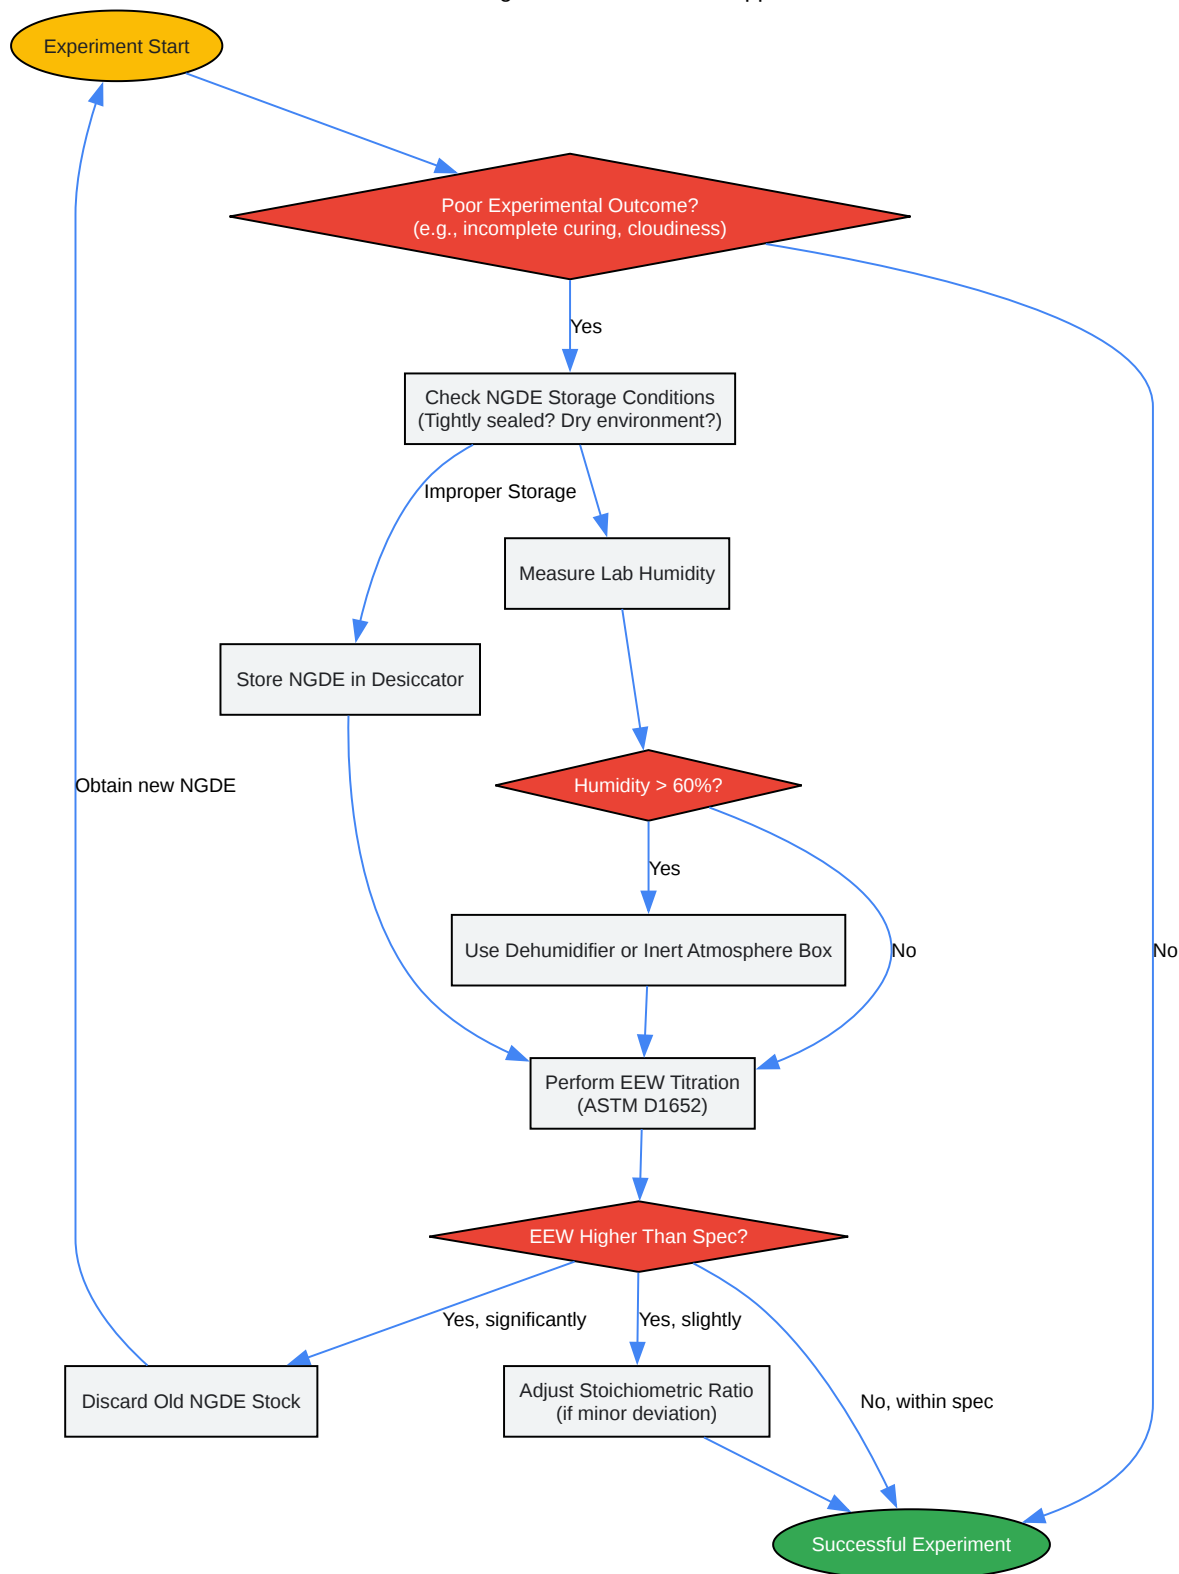 Experiment Start
Poor Experimental Outcome?
(e.g., incomplete curing, cloudiness)
Yes
Check NGDE Storage Conditions
(Tightly sealed? Dry environment?)
Improper Storage
Measure Lab Humidity
Store NGDE in Desiccator
Obtain new NGDE
Humidity > 60%?
Yes
Use Dehumidifier or Inert Atmosphere Box
No
No
Perform EEW Titration
(ASTM D1652)
EEW Higher Than Spec?
Yes, significantly
Yes, slightly
Discard Old NGDE Stock
Adjust Stoichiometric Ratio
(if minor deviation)
No, within spec
Successful Experiment